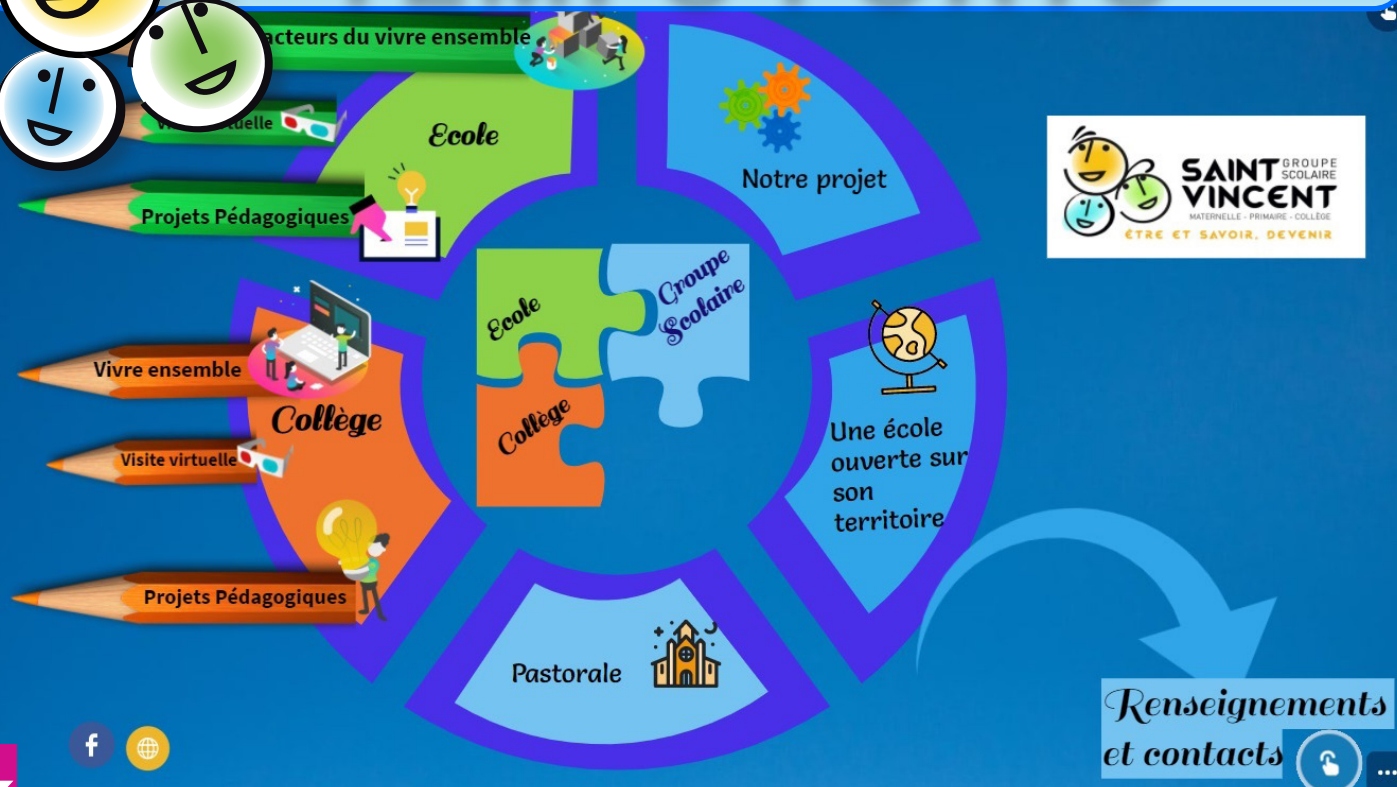 acteurs du vivre ensemble
Ecole
Notre projet
Projets Pédagogiques
SAINT GROUPE
SCOLAIRE
VINCENT
MATERNELLE - PRIMAIRE - COLLÈGE
ÊTRE ET SAVOIR, DEVENIR
Ecole
Groupe
Scolaire
Collège
Vivre ensemble
Collège
Visite virtuelle
Projets Pédagogiques
Une école
ouverte sur
son
territoire
Pastorale
Renseignements
et contacts
f